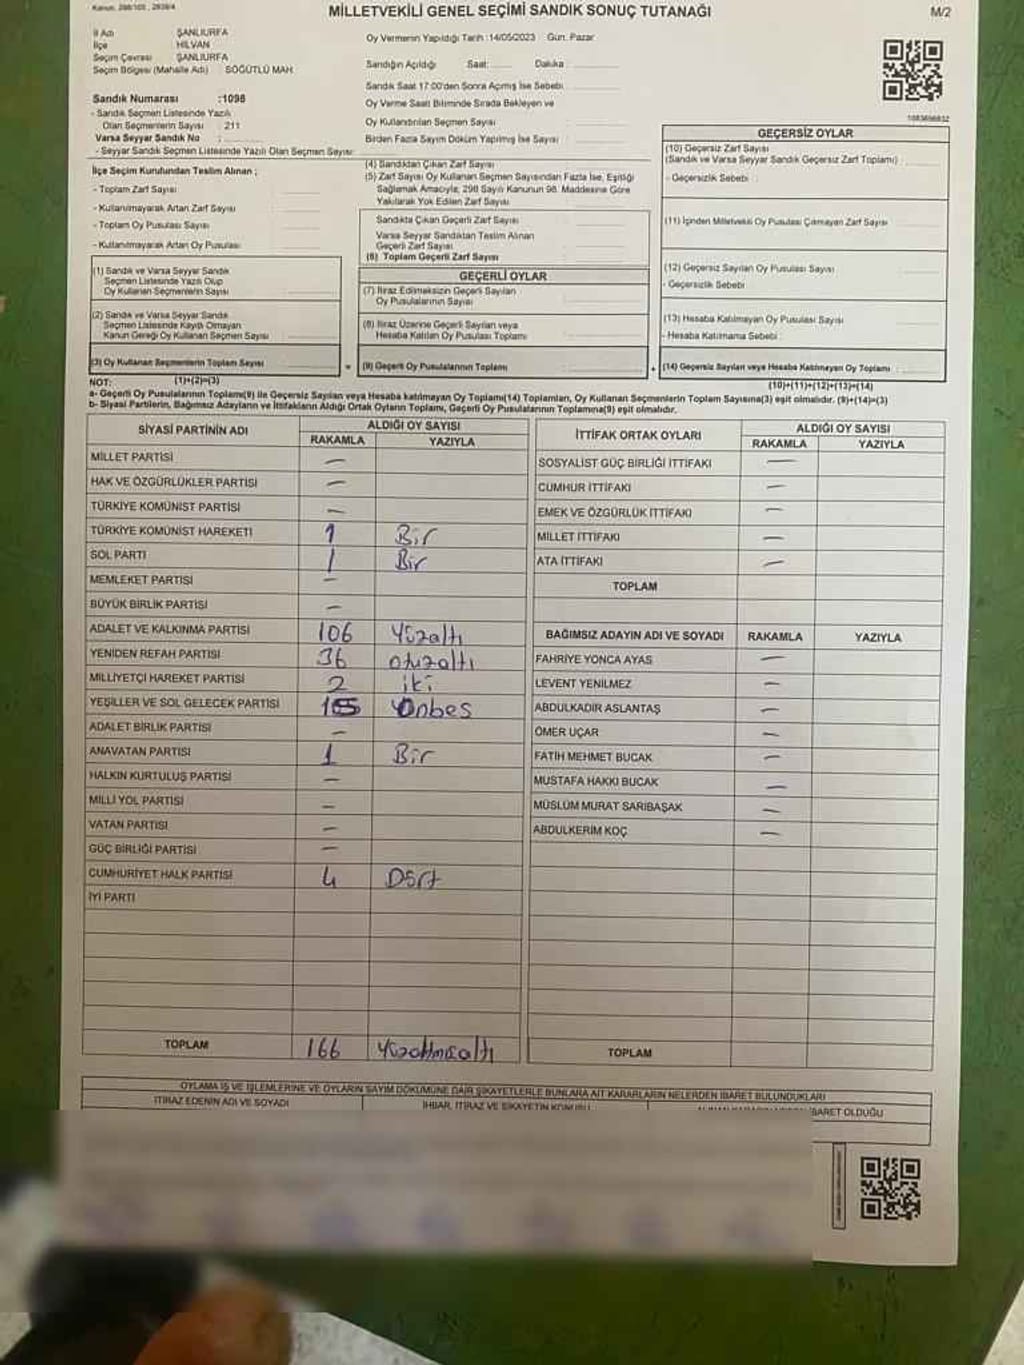 Kanun: 298/105, 2839/4
MİLLETVEKİLİ GENEL SEÇİMİ SANDIK SONUÇ TUTANAĞI
M/2
İl Adı ŞANLIURFA
İlçe HİLVAN
Seçim Çevresi ŞANLIURFA
Seçim Bölgesi (Mahalle Adı) : SÖĞÜTLÜ MAH.
Sandık Numarası :1098
- Sandık Seçmen Listesinde Yazılı
Olan Seçmenlerin Sayısı : 211
Varsa Seyyar Sandık No :
- Seyyar Sandık Seçmen Listesinde Yazılı Olan Seçmen Sayısı:
Oy Vermenin Yapıldığı Tarih :14/05/2023 Gün: Pazar
Sandığın Açıldığı Saat: Dakika :
Sandık Saat 17:00'den Sonra Açmış İse Sebebi
Oy Verme Saati Bitiminde Sırada Bekleyen ve
Oy Kullandırılan Seçmen Sayısı
Birden Fazla Sayım Döküm Yapılmış İse Sayısı
İlçe Seçim Kurulundan Teslim Alınan ;
- Toplam Zarf Sayısı
- Kullanılmayarak Artan Zarf Sayısı
- Toplam Oy Pusulası Sayısı
- Kullanılmayarak Artan Oy Pusulası
(1) Sandık ve Varsa Seyyar Sandık
Seçmen Listesinde Yazılı Olup
Oy Kullanan Seçmenlerin Sayısı
(2) Sandık ve Varsa Seyyar Sandık
Seçmen Listesinde Kayıtlı Olmayan
Kanun Gereği Oy Kullanan Seçmen Sayısı
(3) Oy Kullanan Seçmenlerin Toplam Sayısı
(1)+(2)=(3)
(4) Sandıktan Çıkan Zarf Sayısı
(5) Zarf Sayısı Oy Kullanan Seçmen Sayısından Fazla İse, Eşitliği
Sağlamak Amacıyla, 298 Sayılı Kanunun 98. Maddesine Göre
Yakılarak Yok Edilen Zarf Sayısı
Sandıkta Çıkan Geçerli Zarf Sayısı
Varsa Seyyar Sandıktan Teslim Alınan
Geçerli Zarf Sayısı
(6) Toplam Geçerli Zarf Sayısı
GEÇERLİ OYLAR
(7) İtiraz Edilmeksizin Geçerli Sayılan
Oy Pusulalarının Sayısı
(8) İtiraz Üzerine Geçerli Sayılan veya
Hesaba Katılan Oy Pusulası Toplamı
= (9) Geçerli Oy Pusulalarının Toplamı
1083696832
GEÇERSİZ OYLAR
(10) Geçersiz Zarf Sayısı
(Sandık ve Varsa Seyyar Sandık Geçersiz Zarf Toplamı)
- Geçersizlik Sebebi :
(11) İçinden Milletvekili Oy Pusulası Çıkmayan Zarf Sayısı
(12) Geçersiz Sayılan Oy Pusulası Sayısı
- Geçersizlik Sebebi
(13) Hesaba Katılmayan Oy Pusulası Sayısı
- Hesaba Katılmama Sebebi :
+ (14) Geçersiz Sayılan veya Hesaba Katılmayan Oy Toplamı :
(10)+(11)+(12)+(13)=(14)
NOT:
a- Geçerli Oy Pusulalarının Toplamı(9) ile Geçersiz Sayılan veya Hesaba katılmayan Oy Toplamı(14) Toplamları, Oy Kullanan Seçmenlerin Toplam Sayısına(3) eşit olmalıdır. (9)+(14)=(3)
b- Siyasi Partilerin, Bağımsız Adayların ve İttifakların Aldığı Ortak Oyların Toplamı, Geçerli Oy Pusulalarının Toplamına(9) eşit olmalıdır.
SİYASİ PARTİNİN ADI ALDIĞI OY SAYISI
RAKAMLA YAZIYLA
MİLLET PARTİSİ —
HAK VE ÖZGÜRLÜKLER PARTİSİ —
TÜRKİYE KOMÜNİST PARTİSİ —
TÜRKİYE KOMÜNİST HAREKETİ 1 Bir
SOL PARTİ 1 Bir
MEMLEKET PARTİSİ —
BÜYÜK BİRLİK PARTİSİ —
ADALET VE KALKINMA PARTİSİ 106 Yüzaltı
YENİDEN REFAH PARTİSİ 36 otuzaltı
MİLLİYETÇİ HAREKET PARTİSİ 2 iki
YEŞİLLER VE SOL GELECEK PARTİSİ 15 Onbeş
ADALET BİRLİK PARTİSİ —
ANAVATAN PARTİSİ 1 Bir
HALKIN KURTULUŞ PARTİSİ —
MİLLİ YOL PARTİSİ —
VATAN PARTİSİ —
GÜÇ BİRLİĞİ PARTİSİ —
CUMHURİYET HALK PARTİSİ 4 Dört
İYİ PARTİ
TOPLAM 166 Yüzaltmışaltı
İTTİFAK ORTAK OYLARI ALDIĞI OY SAYISI
RAKAMLA YAZIYLA
SOSYALİST GÜÇ BİRLİĞİ İTTİFAKI —
CUMHUR İTTİFAKI —
EMEK VE ÖZGÜRLÜK İTTİFAKI —
MİLLET İTTİFAKI —
ATA İTTİFAKI —
TOPLAM
BAĞIMSIZ ADAYIN ADI VE SOYADI RAKAMLA YAZIYLA
FAHRİYE YONCA AYAS —
LEVENT YENİLMEZ —
ABDULKADİR ASLANTAŞ —
ÖMER UÇAR —
FATİH MEHMET BUCAK —
MUSTAFA HAKKI BUCAK —
MÜSLÜM MURAT SARIBAŞAK —
ABDULKERİM KOÇ —
TOPLAM
OYLAMA İŞ VE İŞLEMLERİNE VE OYLARIN SAYIM DÖKÜMÜNE DAİR ŞİKAYETLERLE BUNLARA AİT KARARLARIN NELERDEN İBARET BULUNDUKLARI
İTİRAZ EDENİN ADI VE SOYADI İHBAR, İTİRAZ VE ŞİKAYETİN KONUSU İBARET OLDUĞU